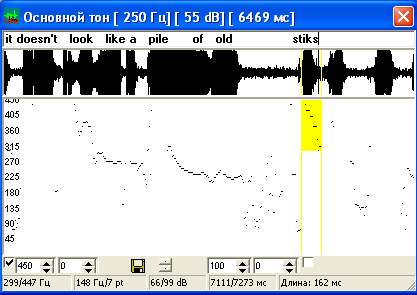 Основной тон [ 250 Гц] [ 55 dB] [ 6469 мс]
it doesn't look like a pile of old stiks
450
405
360
315
270
225
180
135
90
45
450 0 100 0
299/447 Гц 148 Гц/7 pt 66/99 dB 7111/7273 мс Длина: 162 мс